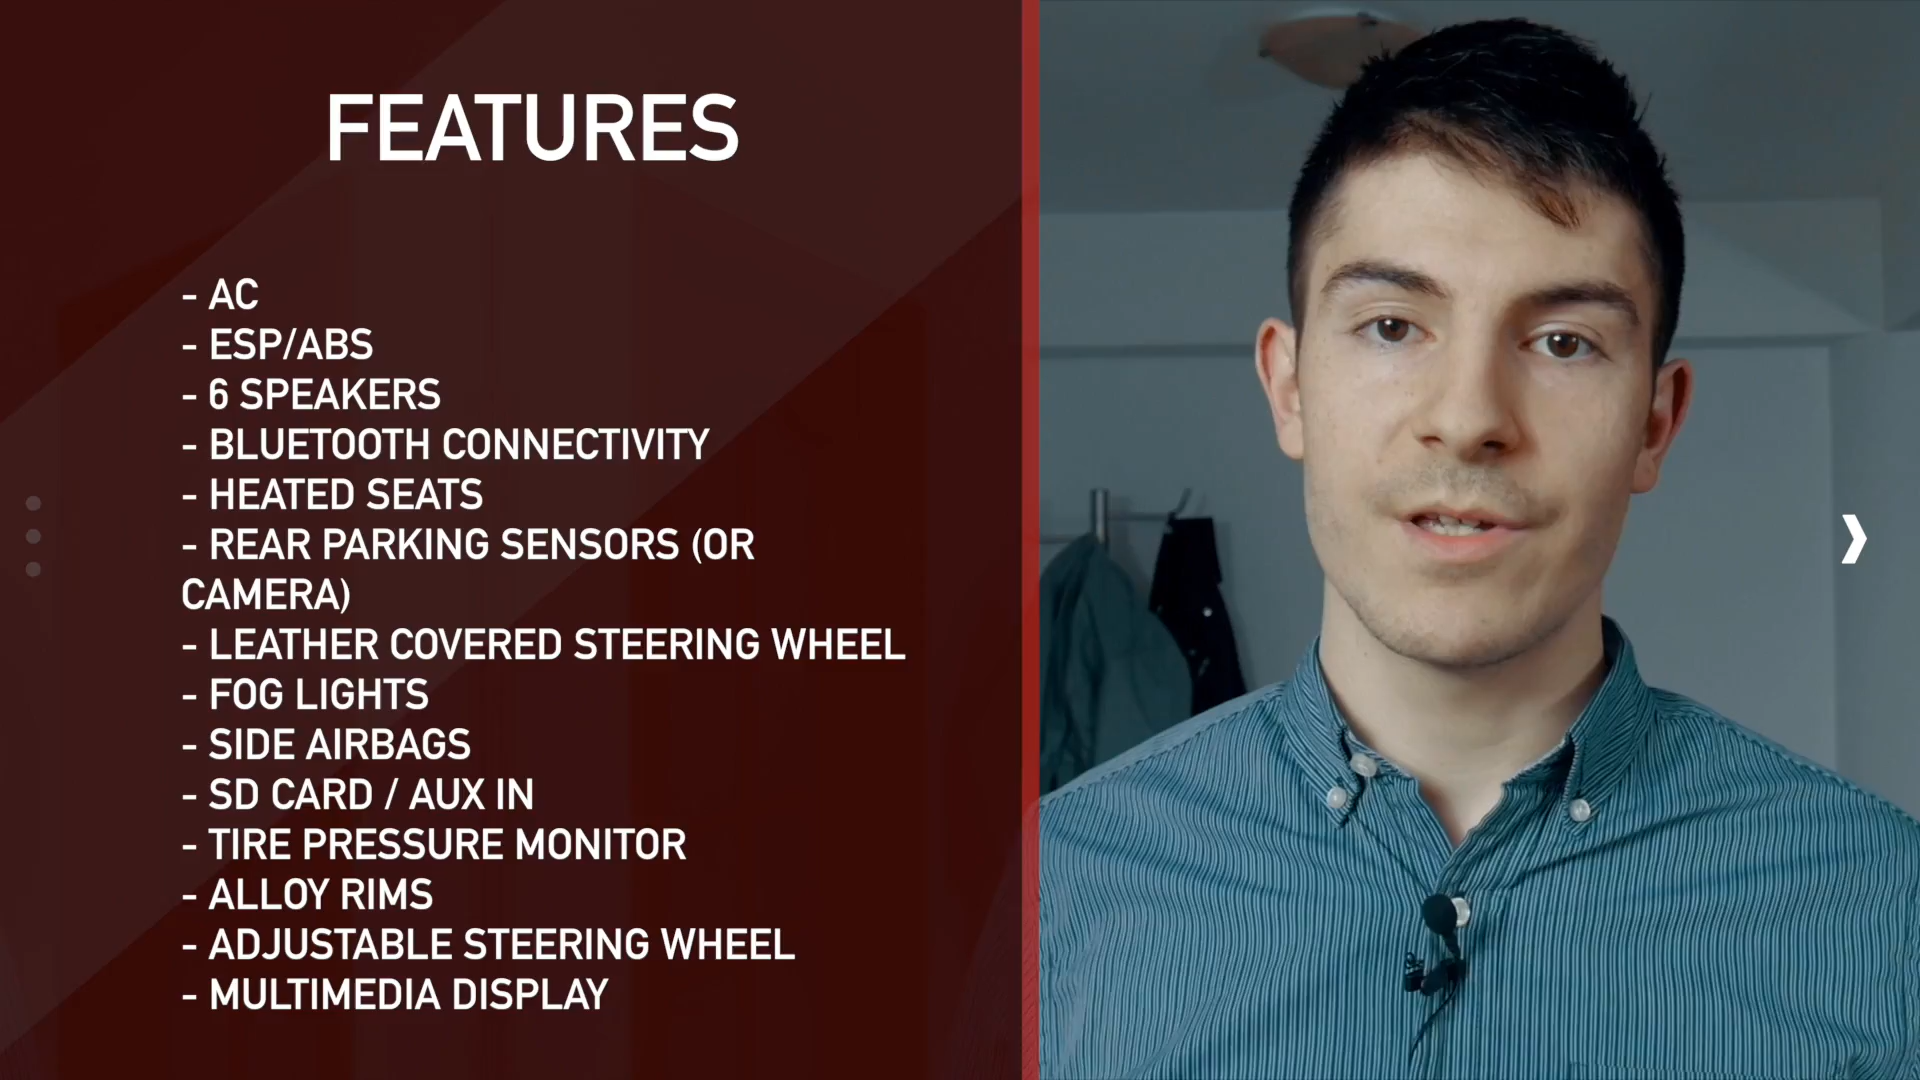 FEATURES
- AC
- ESP/ABS
- 6 SPEAKERS
- BLUETOOTH CONNECTIVITY
- HEATED SEATS
- REAR PARKING SENSORS (OR
CAMERA)
- LEATHER COVERED STEERING WHEEL
- FOG LIGHTS
- SIDE AIRBAGS
- SD CARD / AUX IN
- TIRE PRESSURE MONITOR
- ALLOY RIMS
- ADJUSTABLE STEERING WHEEL
- MULTIMEDIA DISPLAY